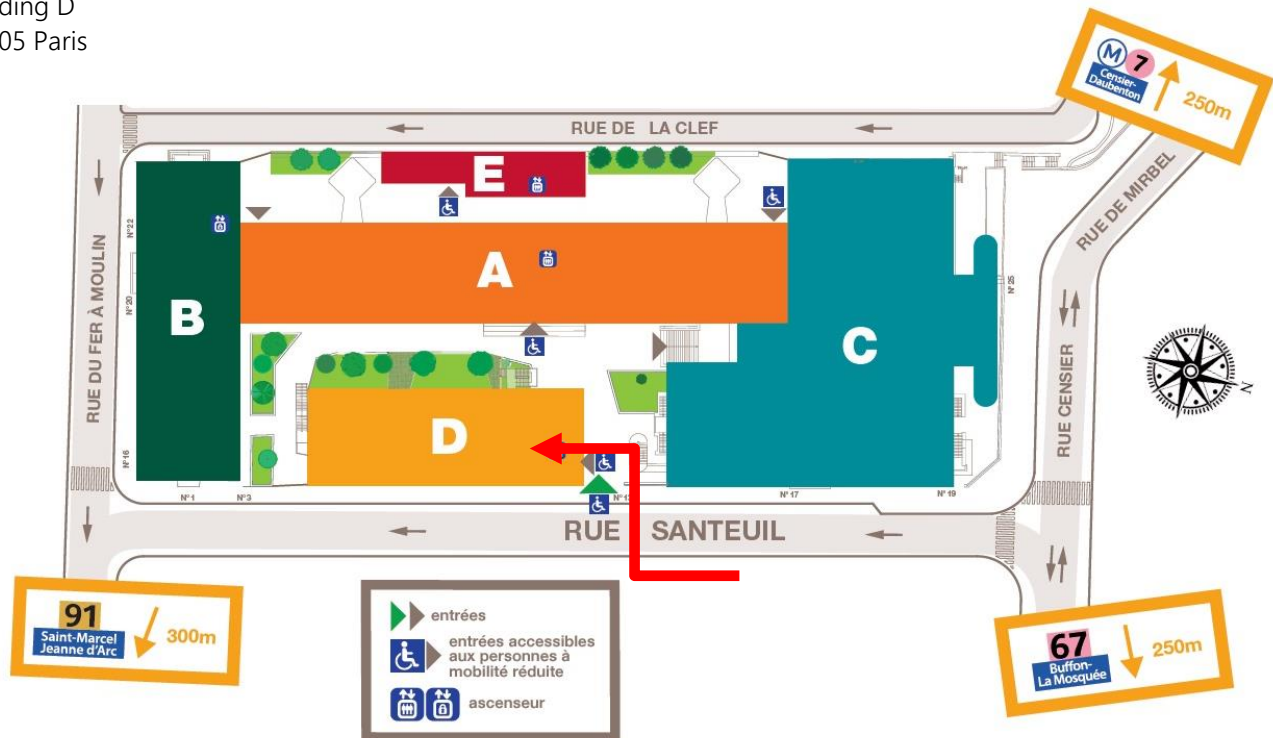 ding D
05 Paris
M 7
Censier-
Daubenton
250m
RUE DE LA CLEF
RUE DE MIRBEL
E
N°22
A
RUE DU FER À MOULIN
N°20
B
N°25
C
RUE CENSIER
N
D
N°16
N°1
N°3
N°17
N°19
RUE SANTEUIL
91
Saint-Marcel
Jeanne d'Arc
300m
entrées
entrées accessibles
aux personnes à
mobilité réduite
ascenseur
67
Buffon-
La Mosquée
250m